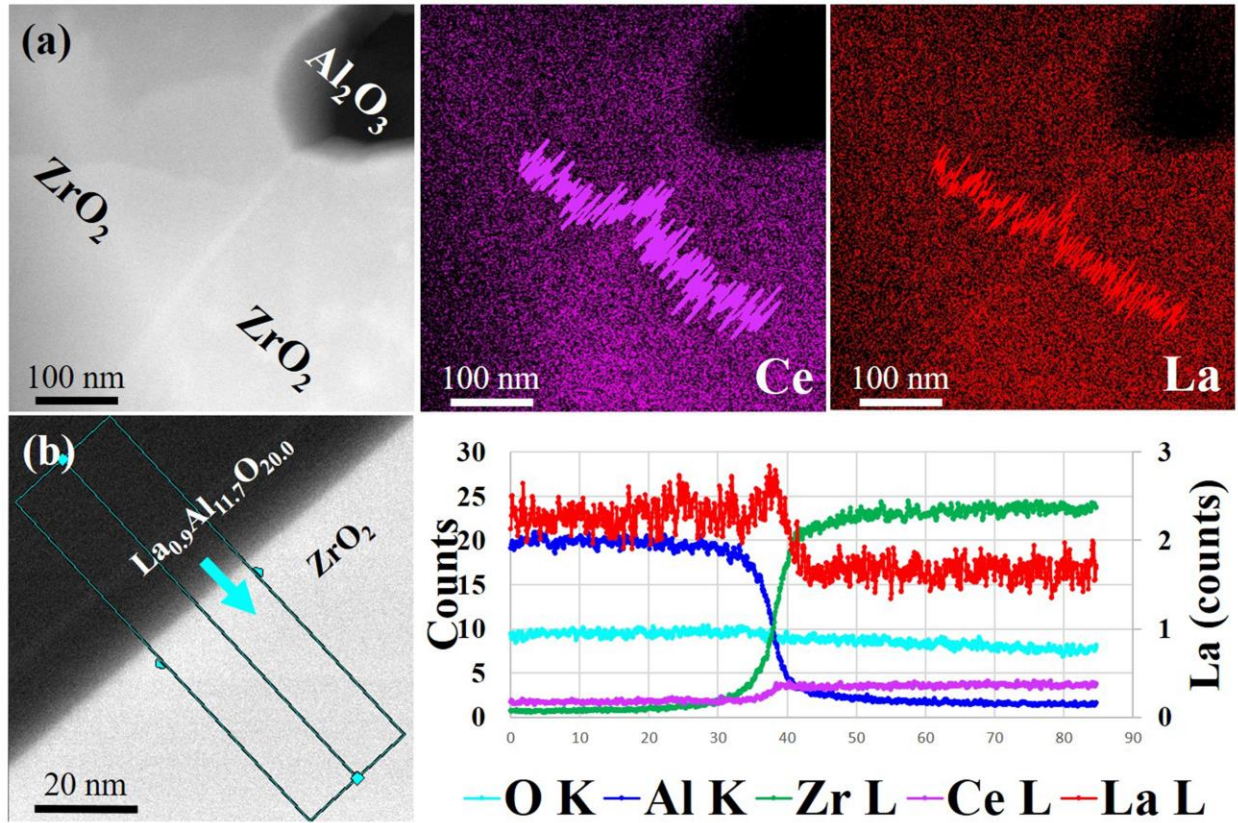 (a)
Al₂O₃
ZrO₂
ZrO₂
100 nm
100 nm
Ce
100 nm
La
(b)
La₀.₉Al₁₁.₇O₂₀.₀
ZrO₂
20 nm
Counts
30
25
20
15
10
5
0
3
2
1
0
La (counts)
0 10 20 30 40 50 60 70 80 90
O K Al K Zr L Ce L La L